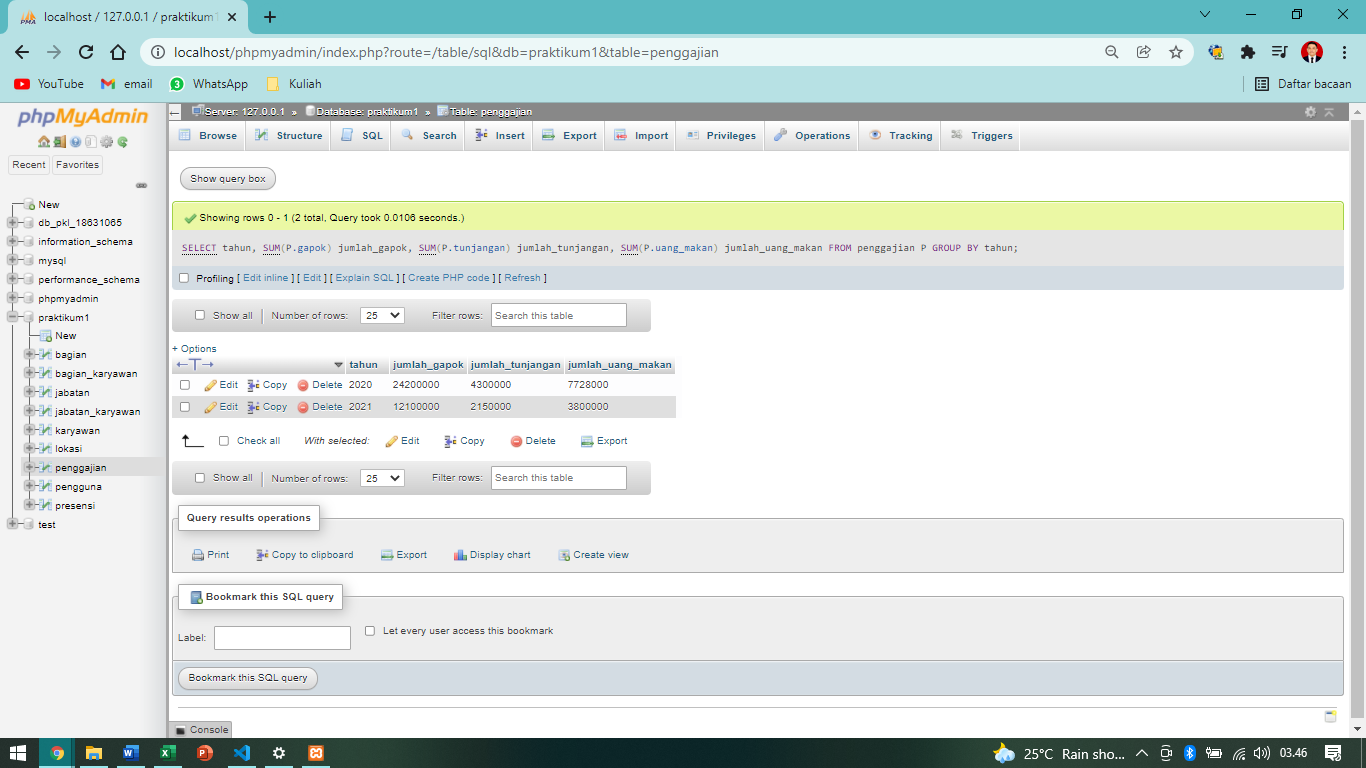 localhost / 127.0.0.1 / praktikum1
localhost/phpmyadmin/index.php?route=/table/sql&db=praktikum1&table=penggajian
YouTube
email
3
WhatsApp
Kuliah
Daftar bacaan
phpMyAdmin
Recent
Favorites
New
db_pkl_18631065
information_schema
mysql
performance_schema
phpmyadmin
praktikum1
New
bagian
bagian_karyawan
jabatan
jabatan_karyawan
karyawan
lokasi
penggajian
pengguna
presensi
test
Server: 127.0.0.1 » Database: praktikum1 » Table: penggajian
Browse Structure SQL Search Insert Export Import Privileges Operations Tracking Triggers
Show query box
Showing rows 0 - 1 (2 total, Query took 0.0106 seconds.)
SELECT tahun, SUM(P.gapok) jumlah_gapok, SUM(P.tunjangan) jumlah_tunjangan, SUM(P.uang_makan) jumlah_uang_makan FROM penggajian P GROUP BY tahun;
Profiling [ Edit inline ] [ Edit ] [ Explain SQL ] [ Create PHP code ] [ Refresh ]
Show all Number of rows: 25 Filter rows: Search this table
+ Options
tahun jumlah_gapok jumlah_tunjangan jumlah_uang_makan
Edit Copy Delete 2020 24200000 4300000 7728000
Edit Copy Delete 2021 12100000 2150000 3800000
Check all With selected: Edit Copy Delete Export
Show all Number of rows: 25 Filter rows: Search this table
Query results operations
Print Copy to clipboard Export Display chart Create view
Bookmark this SQL query
Label: Let every user access this bookmark
Bookmark this SQL query
Console
25°C Rain sho... 03.46